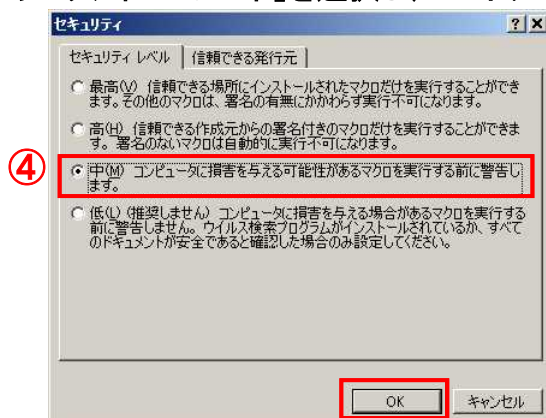 セキュリティ
セキュリティ レベル
信頼できる発行元
最高(V) 信頼できる場所にインストールされたマクロだけを実行することができ
ます。その他のマクロは、署名の有無にかかわらず実行不可になります。
高(H) 信頼できる作成元からの署名付きのマクロだけを実行することができま
す。署名のないマクロは自動的に実行不可になります。
④
中(M) コンピュータに損害を与える可能性があるマクロを実行する前に警告し
ます。
低(L) (推奨しません) コンピュータに損害を与える場合があるマクロを実行する
前に警告しません。ウイルス検索プログラムがインストールされているか、すべて
のドキュメントが安全であると確認した場合のみ設定してください。
OK
キャンセル